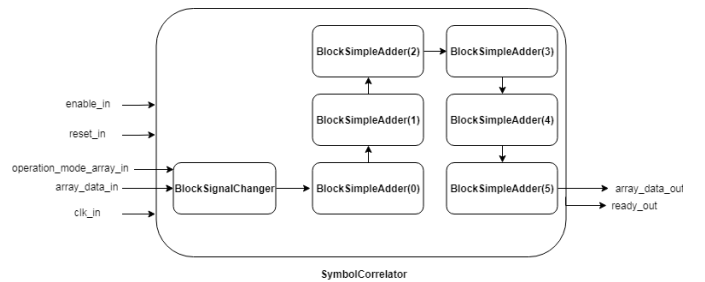 BlockSimpleAdder(2)
BlockSimpleAdder(3)
enable_in
BlockSimpleAdder(1)
BlockSimpleAdder(4)
reset_in
operation_mode_array_in
array_data_in
BlockSignalChanger
BlockSimpleAdder(0)
BlockSimpleAdder(5)
array_data_out
ready_out
clk_in
SymbolCorrelator